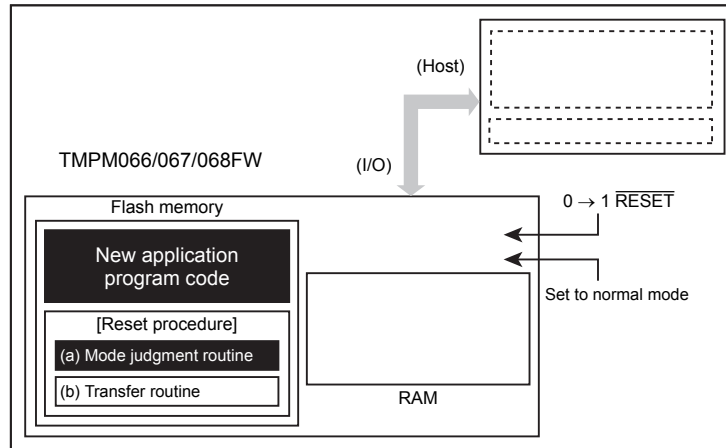 (Host)
TMPM066/067/068FW
(I/O)
Flash memory
0 → 1 RESET
New application
program code
Set to normal mode
[Reset procedure]
(a) Mode judgment routine
(b) Transfer routine
RAM